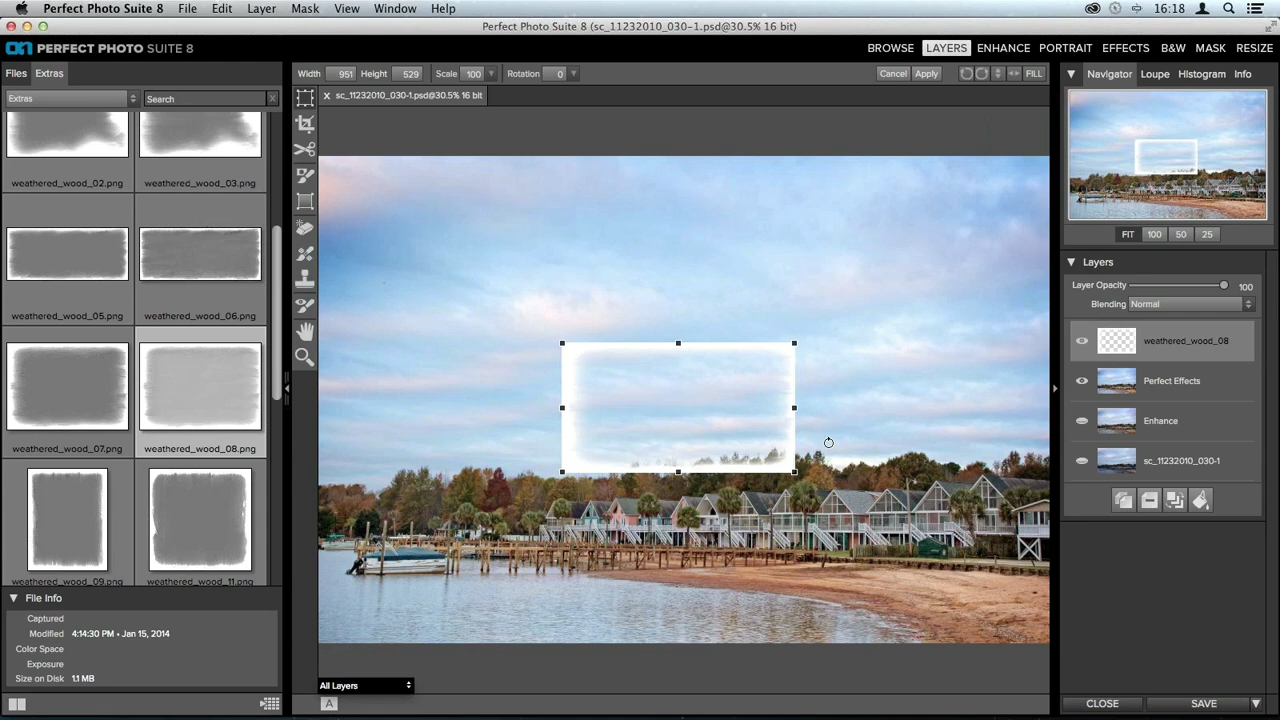 Perfect Photo Suite 8 File Edit Layer Mask View Window Help 16:18
Perfect Photo Suite 8 (sc_11232010_030-1.psd@30.5% 16 bit)
on PERFECT PHOTO SUITE 8 BROWSE LAYERS ENHANCE PORTRAIT EFFECTS B&W MASK RESIZE
Files Extras Width 951 Height 529 Scale 100 Rotation 0 Cancel Apply FILL Navigator Loupe Histogram Info
Extras Search X
X sc_11232010_030-1.psd@30.5% 16 bit
weathered_wood_02.png weathered_wood_03.png
weathered_wood_05.png weathered_wood_06.png
weathered_wood_07.png weathered_wood_08.png
weathered_wood_09.png weathered_wood_11.png
File Info
Captured
Modified 4:14:30 PM • Jan 15, 2014
Color Space
Exposure
Size on Disk 1.1 MB
All Layers
A
FIT 100 50 25
Layers
Layer Opacity 100
Blending Normal
weathered_wood_08
Perfect Effects
Enhance
sc_11232010_030-1
CLOSE SAVE